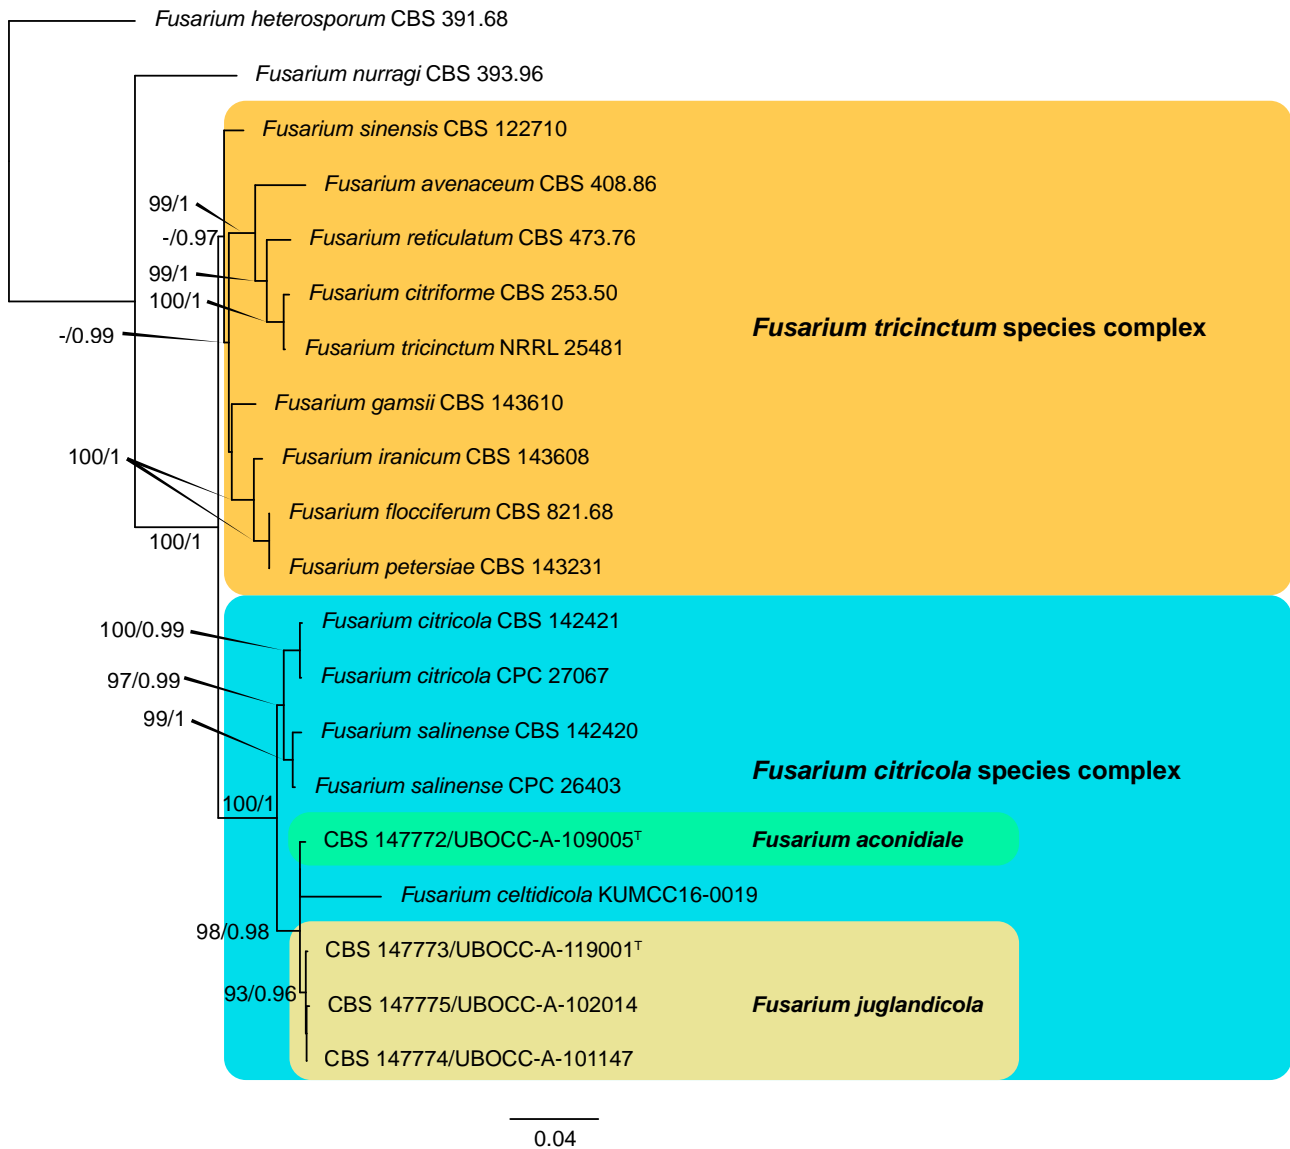 Fusarium heterosporum CBS 391.68
Fusarium nurragi CBS 393.96
Fusarium sinensis CBS 122710
Fusarium avenaceum CBS 408.86
99/1
-/0.97
Fusarium reticulatum CBS 473.76
99/1
Fusarium citriforme CBS 253.50
100/1
-/0.99
Fusarium tricinctum species complex
Fusarium tricinctum NRRL 25481
Fusarium gamsii CBS 143610
100/1
Fusarium iranicum CBS 143608
Fusarium flocciferum CBS 821.68
100/1
Fusarium petersiae CBS 143231
Fusarium citricola CBS 142421
100/0.99
Fusarium citricola CPC 27067
97/0.99
99/1
Fusarium salinense CBS 142420
Fusarium citricola species complex
Fusarium salinense CPC 26403
100/1
CBS 147772/UBOCC-A-109005ᵀ Fusarium aconidiale
Fusarium celtidicola KUMCC16-0019
98/0.98
CBS 147773/UBOCC-A-119001ᵀ
93/0.96
CBS 147775/UBOCC-A-102014 Fusarium juglandicola
CBS 147774/UBOCC-A-101147
0.04